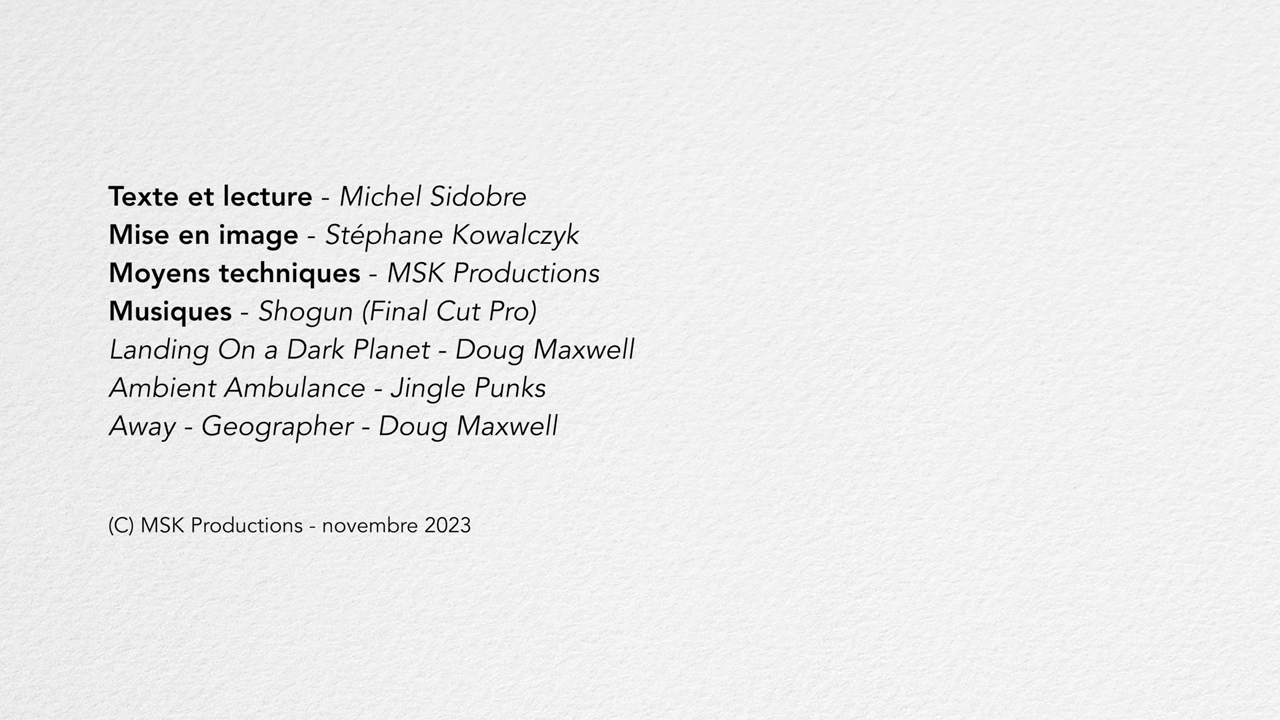 Texte et lecture - Michel Sidobre
Mise en image - Stéphane Kowalczyk
Moyens techniques - MSK Productions
Musiques - Shogun (Final Cut Pro)
Landing On a Dark Planet - Doug Maxwell
Ambient Ambulance - Jingle Punks
Away - Geographer - Doug Maxwell
(C) MSK Productions - novembre 2023